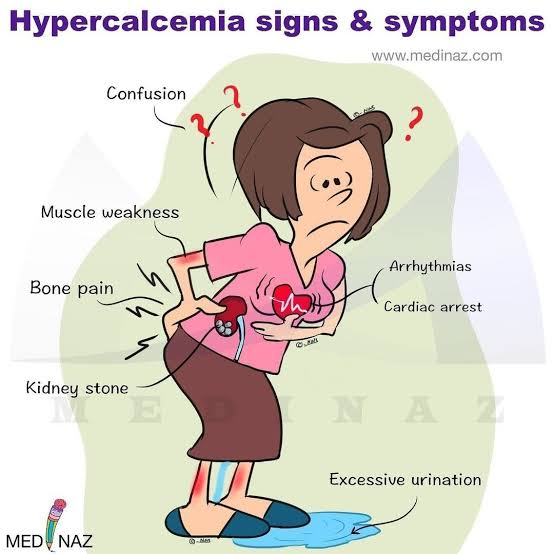 Hypercalcemia signs & symptoms
www.medinaz.com
Confusion
? ? ?
Muscle weakness
Bone pain
Arrhythmias
Cardiac arrest
Kidney stone
MEDINAZ
Excessive urination
MEDINAZ